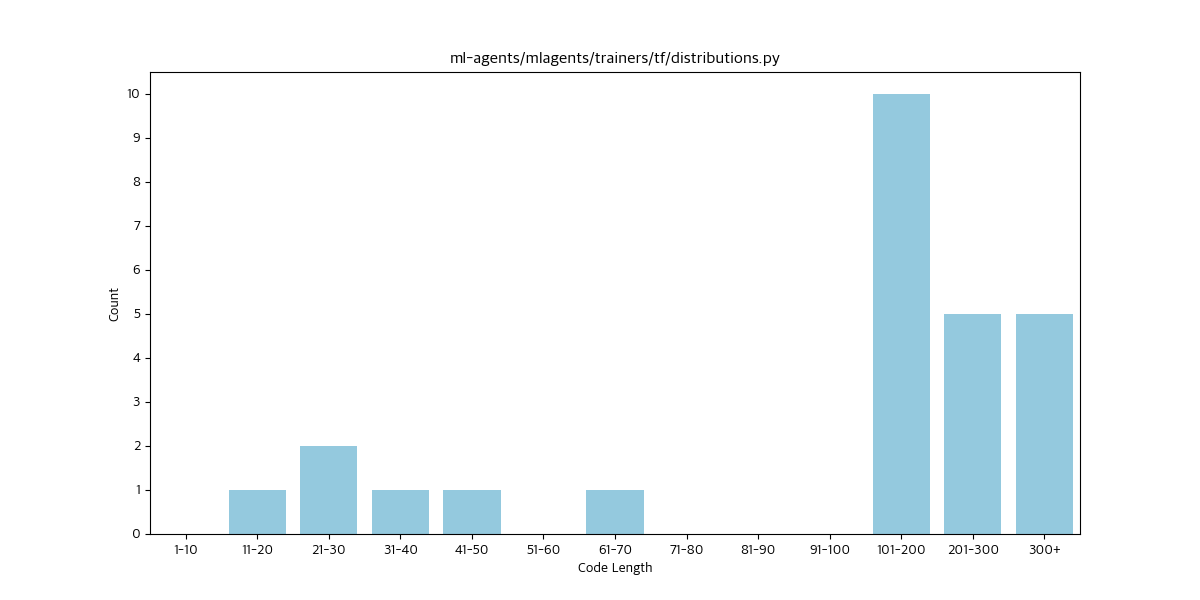 ml-agents/mlagents/trainers/tf/distributions.py
10
9
8
7
6
5
4
3
2
1
0
Count
1-10 11-20 21-30 31-40 41-50 51-60 61-70 71-80 81-90 91-100 101-200 201-300 300+
Code Length